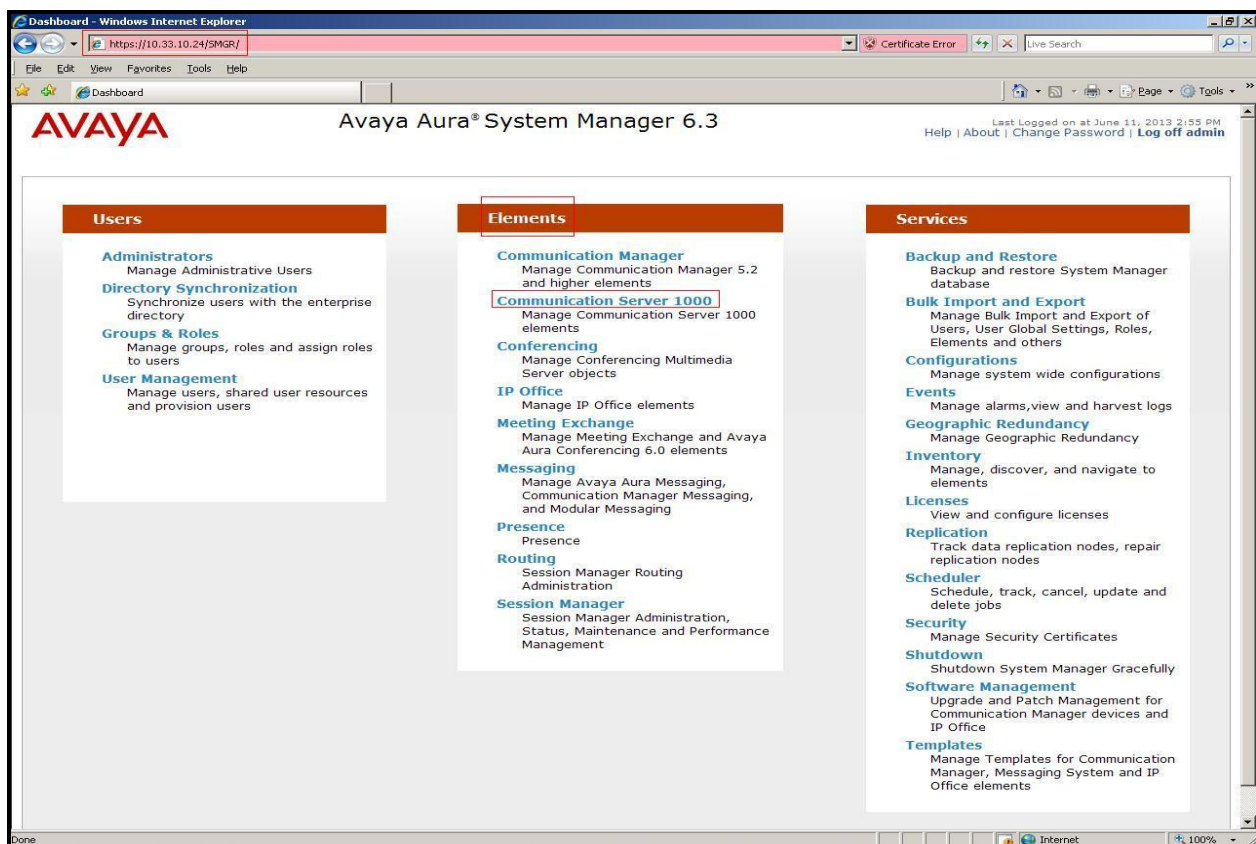 Dashboard - Windows Internet Explorer
https://10.33.10.24/SMGR/
Certificate Error
Live Search
File Edit View Favorites Tools Help
Dashboard
Page Tools
AVAYA
Avaya Aura® System Manager 6.3
Last Logged on at June 11, 2013 2:55 PM
Help | About | Change Password | Log off admin
Users
Administrators
Manage Administrative Users
Directory Synchronization
Synchronize users with the enterprise
directory
Groups & Roles
Manage groups, roles and assign roles
to users
User Management
Manage users, shared user resources
and provision users
Elements
Communication Manager
Manage Communication Manager 5.2
and higher elements
Communication Server 1000
Manage Communication Server 1000
elements
Conferencing
Manage Conferencing Multimedia
Server objects
IP Office
Manage IP Office elements
Meeting Exchange
Manage Meeting Exchange and Avaya
Aura Conferencing 6.0 elements
Messaging
Manage Avaya Aura Messaging,
Communication Manager Messaging,
and Modular Messaging
Presence
Presence
Routing
Session Manager Routing
Administration
Session Manager
Session Manager Administration,
Status, Maintenance and Performance
Management
Services
Backup and Restore
Backup and restore System Manager
database
Bulk Import and Export
Manage Bulk Import and Export of
Users, User Global Settings, Roles,
Elements and others
Configurations
Manage system wide configurations
Events
Manage alarms,view and harvest logs
Geographic Redundancy
Manage Geographic Redundancy
Inventory
Manage, discover, and navigate to
elements
Licenses
View and configure licenses
Replication
Track data replication nodes, repair
replication nodes
Scheduler
Schedule, track, cancel, update and
delete jobs
Security
Manage Security Certificates
Shutdown
Shutdown System Manager Gracefully
Software Management
Upgrade and Patch Management for
Communication Manager devices and
IP Office
Templates
Manage Templates for Communication
Manager, Messaging System and IP
Office elements
Done
Internet
100%